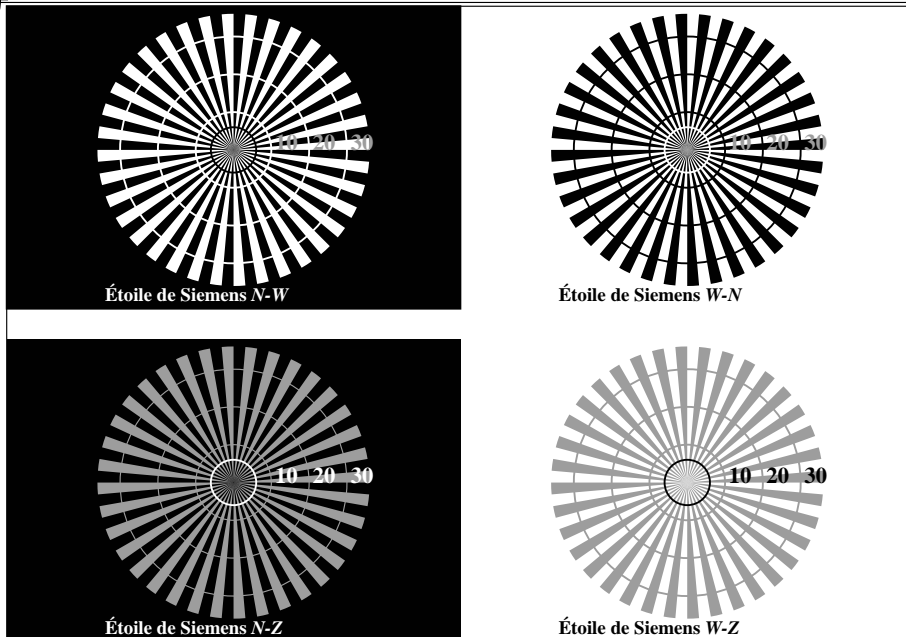 10 20 30
Étoile de Siemens N-W
10 20 30
Étoile de Siemens W-N
10 20 30
Étoile de Siemens N-Z
10 20 30
Étoile de Siemens W-Z